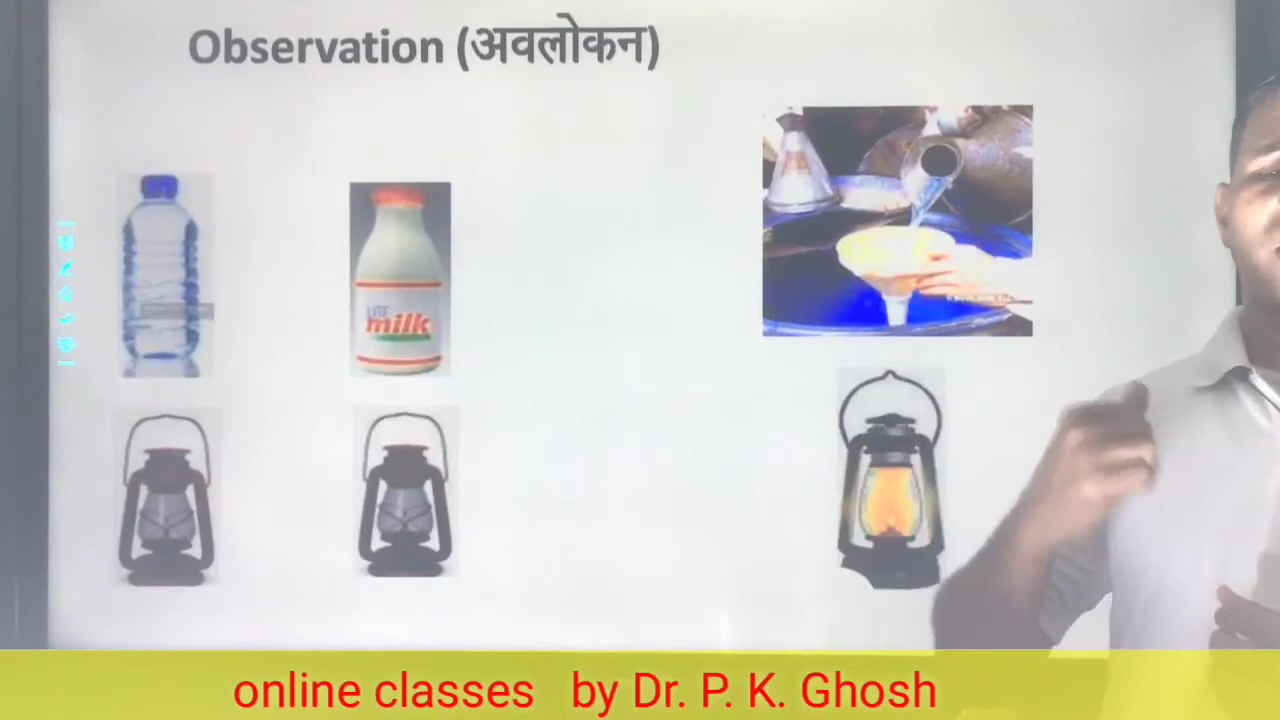 Observation (अवलोकन)
LITE
milk
online classes by Dr. P. K. Ghosh